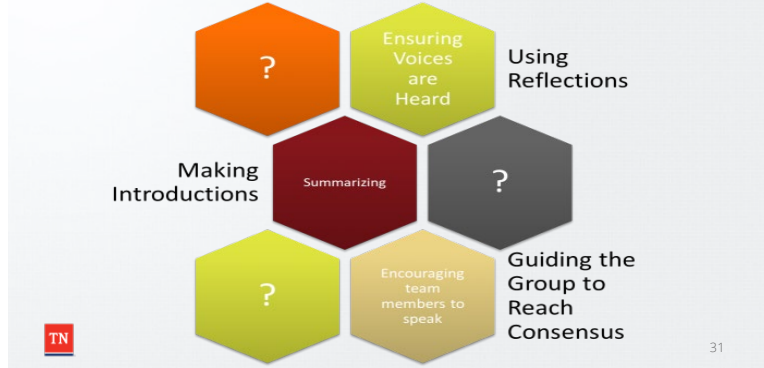 ?
Ensuring
Voices
are
Heard
Using
Reflections
Making
Introductions
Summarizing
?
?
Encouraging
team
members to
speak
Guiding the
Group to
Reach
Consensus
TN
31